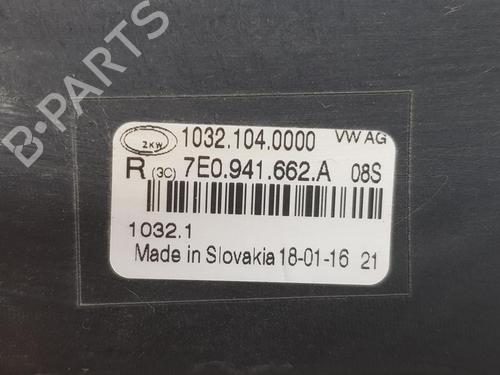 B-PARTS
ZKW 1032.104.0000 VW AG
R (3C) 7E0.941.662.A 08S
1032.1
Made in Slovakia 18-01-16 21